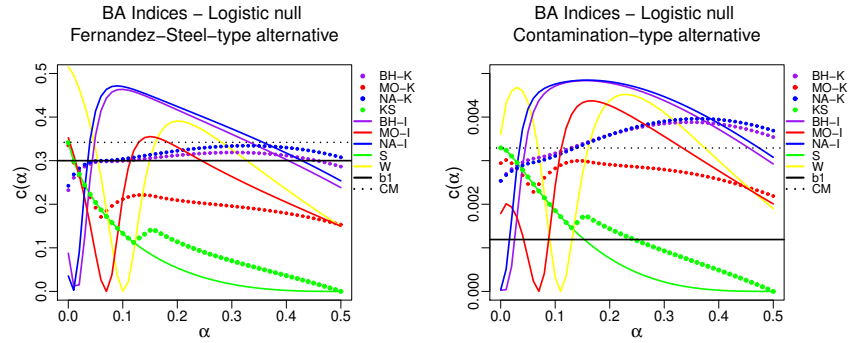 BA Indices − Logistic null
Fernandez−Steel−type alternative
c(α)
0.5
0.4
0.3
0.2
0.1
0.0
0.0 0.1 0.2 0.3 0.4 0.5
α
BH−K
MO−K
NA−K
KS
BH−I
MO−I
NA−I
S
W
b1
CM
BA Indices − Logistic null
Contamination−type alternative
c(α)
0.004
0.002
0.000
0.0 0.1 0.2 0.3 0.4 0.5
α
BH−K
MO−K
NA−K
KS
BH−I
MO−I
NA−I
S
W
b1
CM